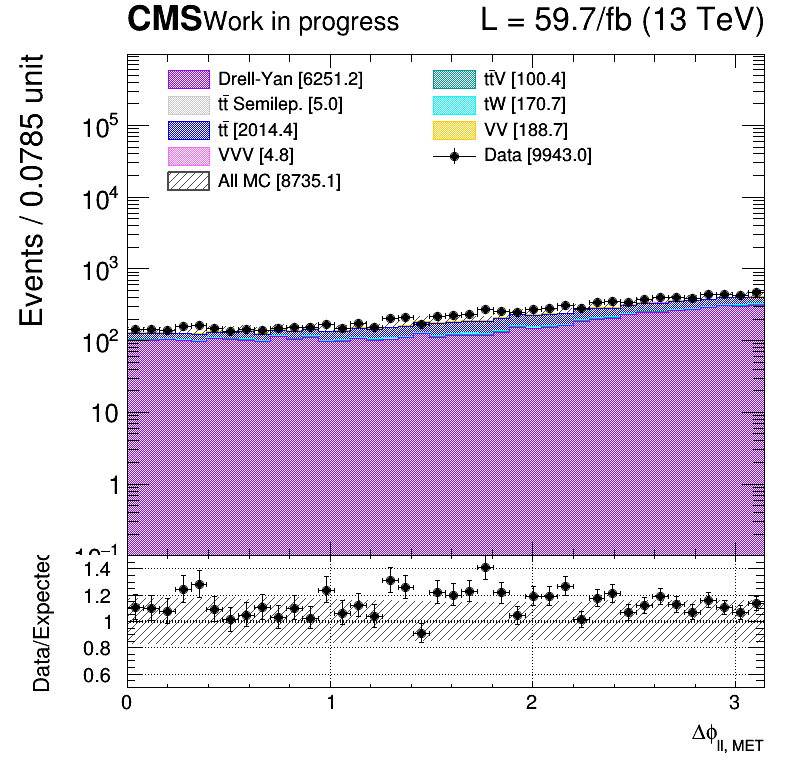 CMS Work in progress L = 59.7/fb (13 TeV)
Events / 0.0785 unit
Drell-Yan [6251.2]
tt̄ Semilep. [5.0]
tt̄ [2014.4]
VVV [4.8]
All MC [8735.1]
tt̄V [100.4]
tW [170.7]
VV [188.7]
Data [9943.0]
10⁵
10⁴
10³
10²
10
1
10⁻¹
Data/Expected
1.4
1.2
1
0.8
0.6
0 1 2 3
Δϕ_ll, MET